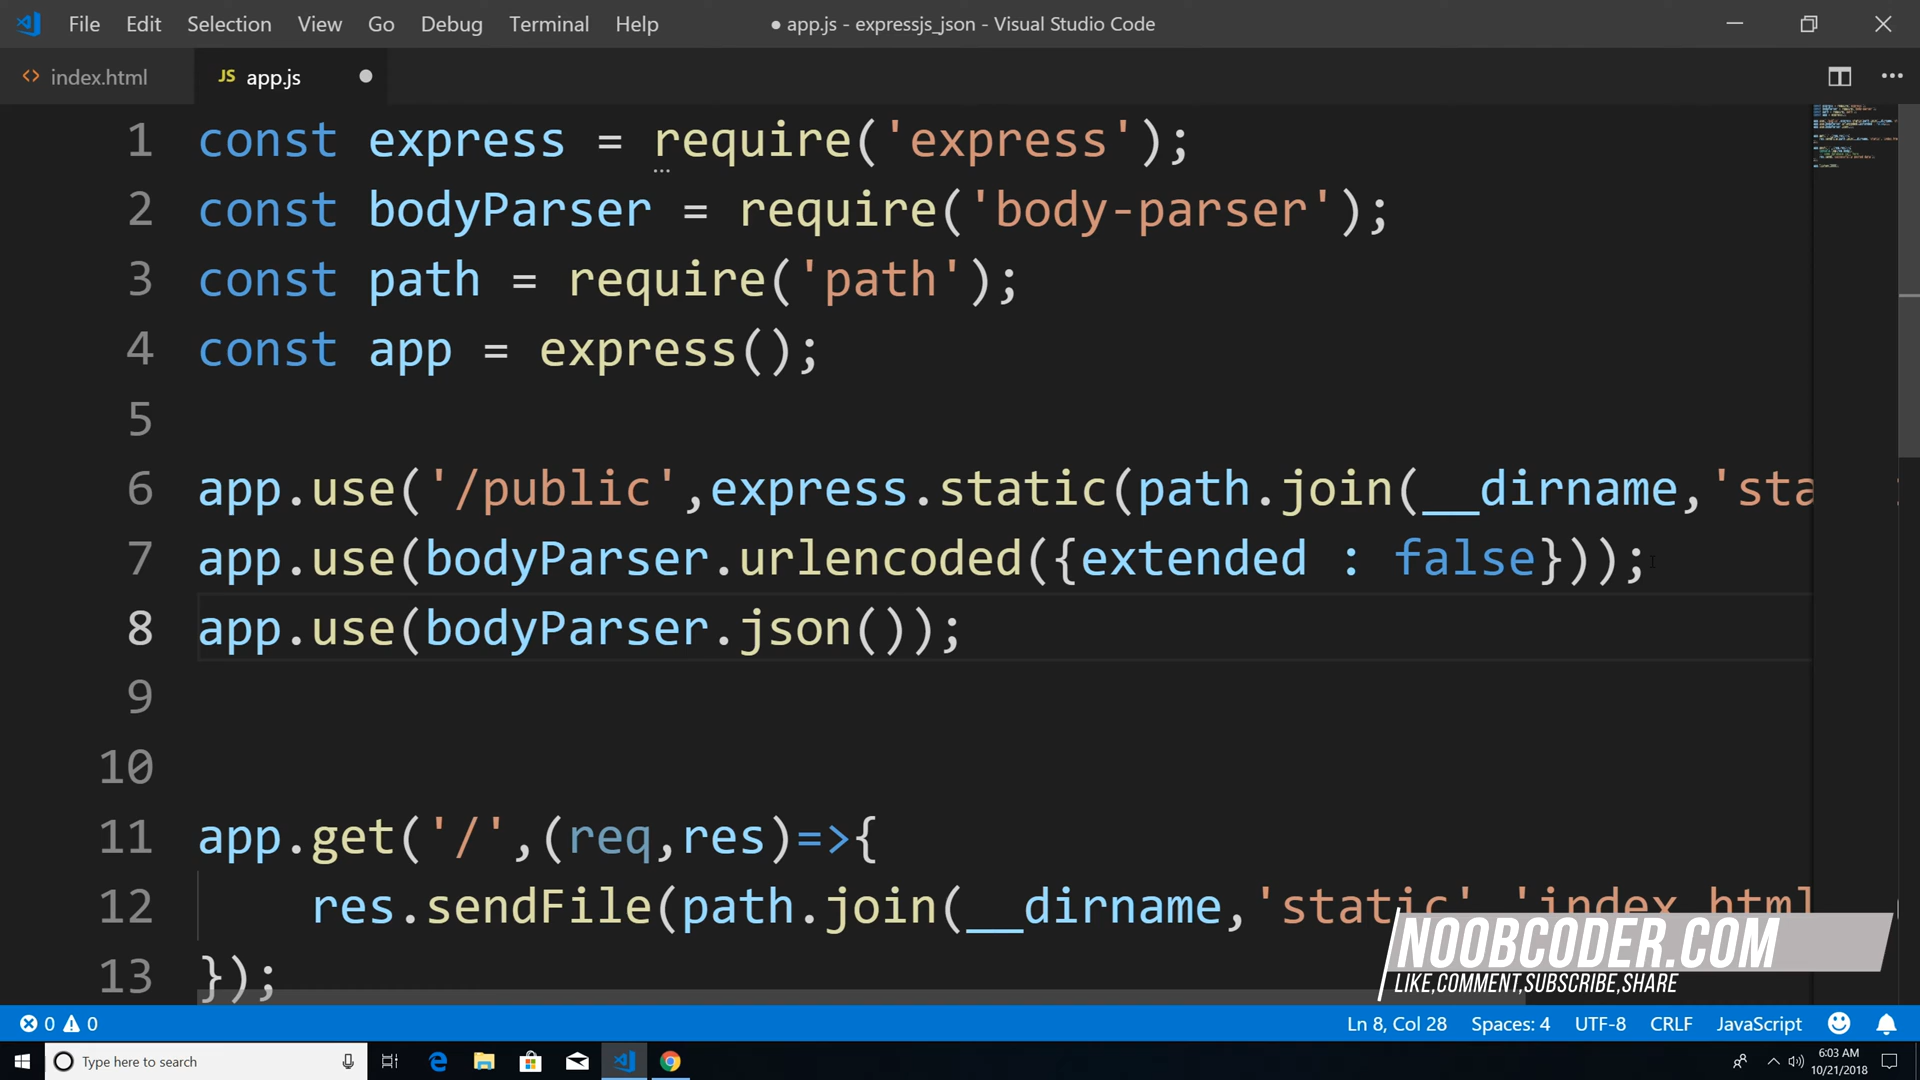 File Edit Selection View Go Debug Terminal Help
● app.js - expressjs_json - Visual Studio Code
<> index.html
JS app.js
1 const express = require('express');
2 const bodyParser = require('body-parser');
3 const path = require('path');
4 const app = express();
5
6 app.use('/public',express.static(path.join(__dirname,'sta
7 app.use(bodyParser.urlencoded({extended : false}));
8 app.use(bodyParser.json());
9
10
11 app.get('/',(req,res)=>{
12 res.sendFile(path.join(__dirname,'static','index.html
13 });
NOOBCODER.COM
LIKE,COMMENT,SUBSCRIBE,SHARE
0 0 Ln 8, Col 28 Spaces: 4 UTF-8 CRLF JavaScript
Type here to search
6:03 AM
10/21/2018